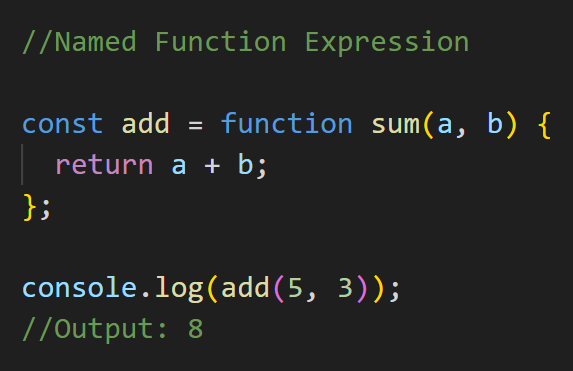 //Named Function Expression
const add = function sum(a, b) {
  return a + b;
};
console.log(add(5, 3));
//Output: 8